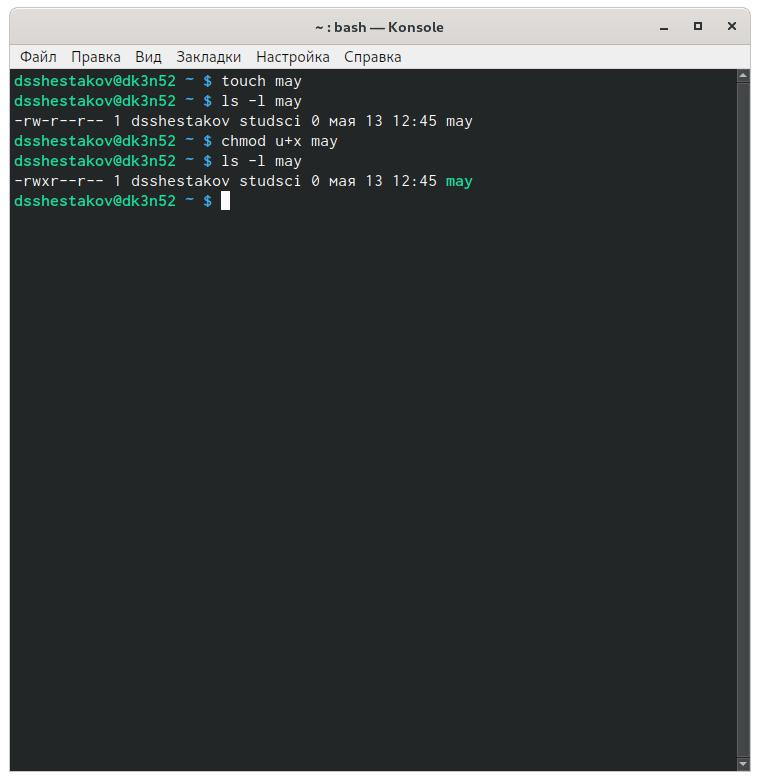 ~ : bash — Konsole
Файл Правка Вид Закладки Настройка Справка
dsshestakov@dk3n52 ~ $ touch may
dsshestakov@dk3n52 ~ $ ls -l may
-rw-r--r-- 1 dsshestakov studsci 0 мая 13 12:45 may
dsshestakov@dk3n52 ~ $ chmod u+x may
dsshestakov@dk3n52 ~ $ ls -l may
-rwxr--r-- 1 dsshestakov studsci 0 мая 13 12:45 may
dsshestakov@dk3n52 ~ $